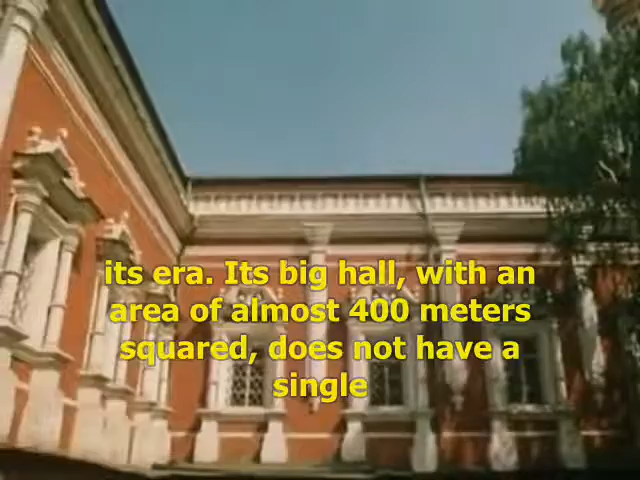 its era. Its big hall, with an
area of almost 400 meters
squared, does not have a
single